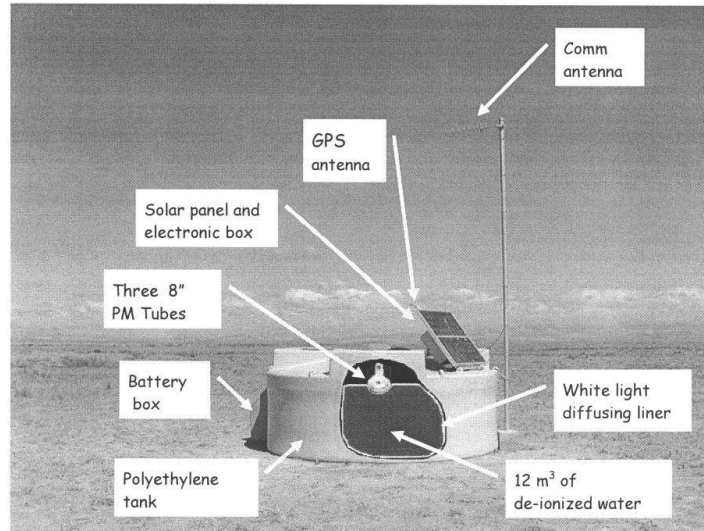 Comm
antenna
GPS
antenna
Solar panel and
electronic box
Three 8"
PM Tubes
Battery
box
White light
diffusing liner
Polyethylene
tank
12 m³ of
de-ionized water